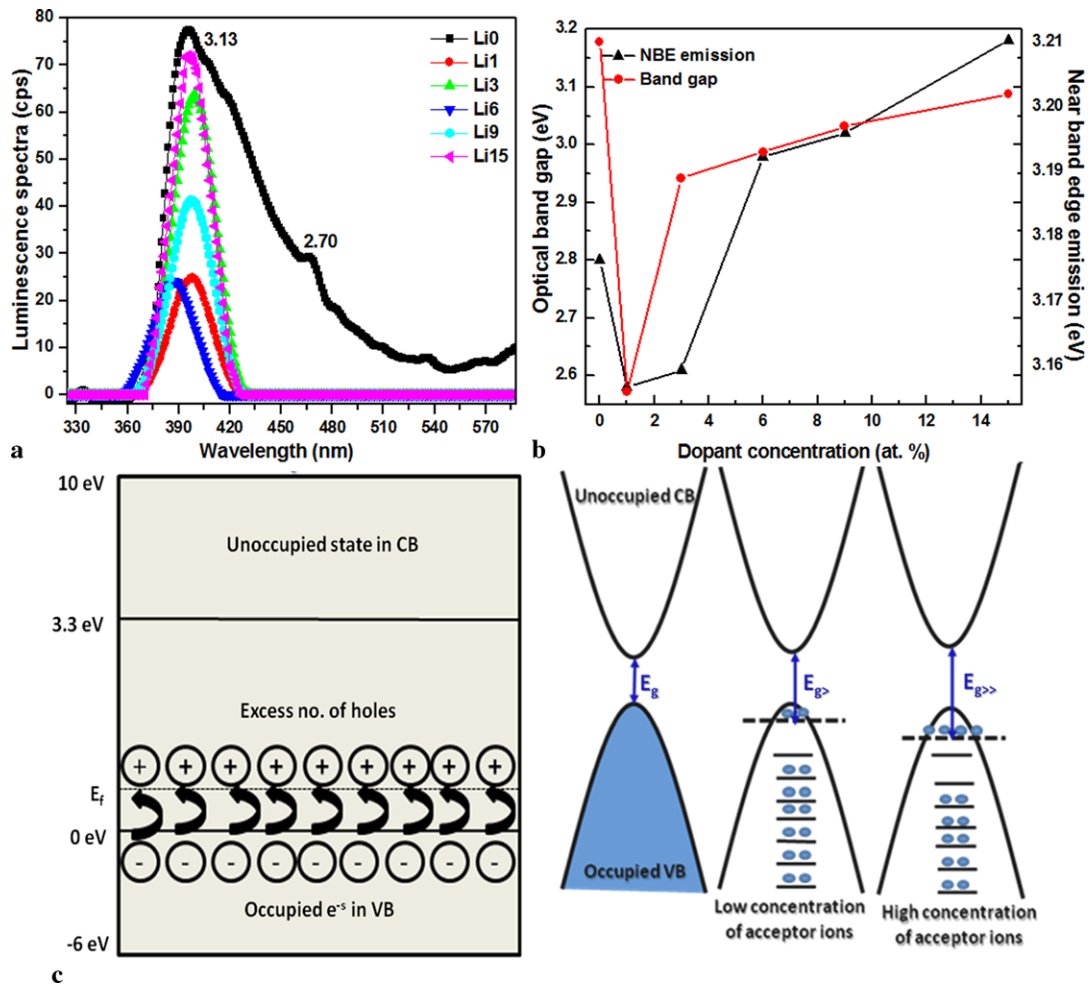 80
70
60
50
40
30
20
10
0
Luminescence spectra (cps)
3.13
2.70
Li0
Li1
Li3
Li6
Li9
Li15
330 360 390 420 450 480 510 540 570
Wavelength (nm)
a
3.2
3.1
3.0
2.9
2.8
2.7
2.6
Optical band gap (eV)
NBE emission
Band gap
3.21
3.20
3.19
3.18
3.17
3.16
Near band edge emission (eV)
0 2 4 6 8 10 12 14 16
Dopant concentration (at. %)
b
10 eV
Unoccupied state in CB
3.3 eV
Excess no. of holes
+ + + + + + + + +
Ef
0 eV
- - - - - - - -
Occupied e-s in VB
-6 eV
c
Unoccupied CB
Eg
Eg>
Eg>>
Occupied VB
Low concentration
of acceptor ions
High concentration
of acceptor ions